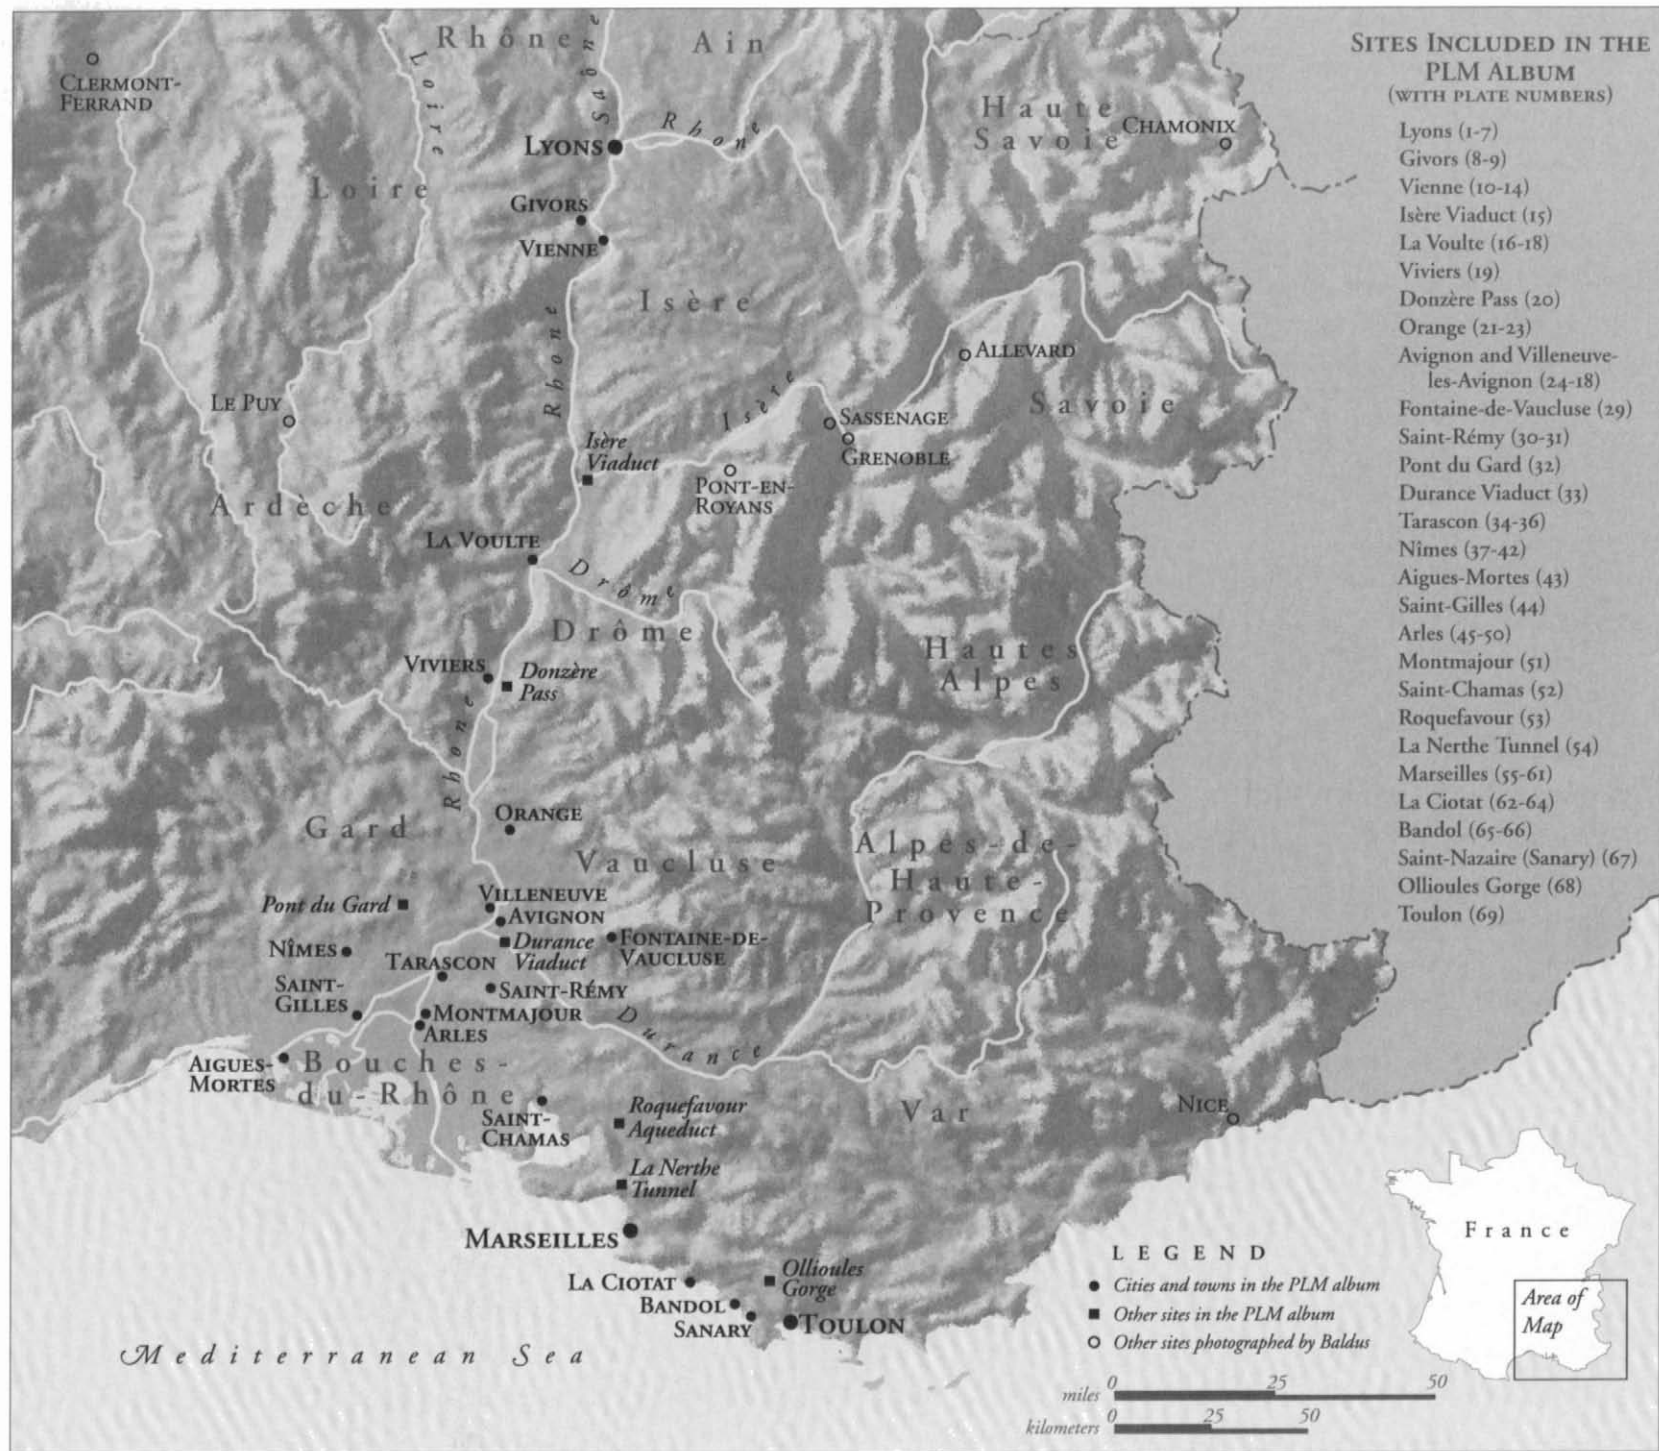 Rhône
Saône
Ain
Loire
CLERMONT-
FERRAND
LYONS
Rhone
Haute
Savoie
CHAMONIX
Loire
GIVORS
VIENNE
Isère
Rhone
ALLEVARD
Savoie
LE PUY
Isère
SASSENAGE
GRENOBLE
Isère
Viaduct
PONT-EN-
ROYANS
Ardèche
LA VOULTE
Drôme
Drôme
Hautes
Alpes
VIVIERS
Donzère
Pass
Rhone
ORANGE
Gard
Vaucluse
Alpes-de-
Haute-
Provence
Pont du Gard
VILLENEUVE
AVIGNON
NÎMES
Durance
Viaduct
FONTAINE-DE-
VAUCLUSE
TARASCON
SAINT-
GILLES
SAINT-RÉMY
MONTMAJOUR
ARLES
Durance
AIGUES-
MORTES
Bouches-
du-Rhône
SAINT-
CHAMAS
Roquefavour
Aqueduct
Var
NICE
La Nerthe
Tunnel
MARSEILLES
LA CIOTAT
Ollioules
Gorge
BANDOL
SANARY
TOULON
Mediterranean Sea
SITES INCLUDED IN THE
PLM ALBUM
(WITH PLATE NUMBERS)
Lyons (1-7)
Givors (8-9)
Vienne (10-14)
Isère Viaduct (15)
La Voulte (16-18)
Viviers (19)
Donzère Pass (20)
Orange (21-23)
Avignon and Villeneuve-
les-Avignon (24-18)
Fontaine-de-Vaucluse (29)
Saint-Rémy (30-31)
Pont du Gard (32)
Durance Viaduct (33)
Tarascon (34-36)
Nîmes (37-42)
Aigues-Mortes (43)
Saint-Gilles (44)
Arles (45-50)
Montmajour (51)
Saint-Chamas (52)
Roquefavour (53)
La Nerthe Tunnel (54)
Marseilles (55-61)
La Ciotat (62-64)
Bandol (65-66)
Saint-Nazaire (Sanary) (67)
Ollioules Gorge (68)
Toulon (69)
France
Area of
Map
LEGEND
Cities and towns in the PLM album
Other sites in the PLM album
Other sites photographed by Baldus
miles 0 25 50
kilometers 0 25 50